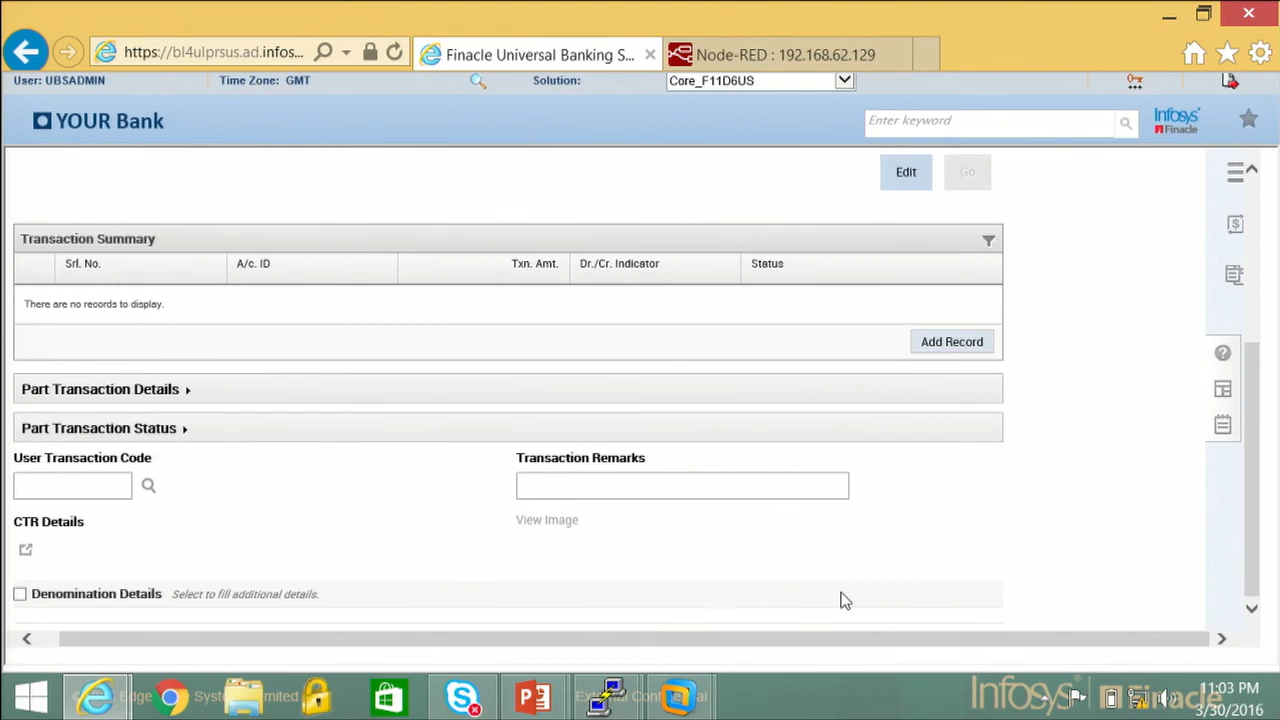 https://bl4ulprsus.ad.infos...
Finacle Universal Banking S...
Node-RED : 192.168.62.129
User: UBSADMIN
Time Zone: GMT
Solution:
Core_F11D6US
YOUR Bank
Enter keyword
Infosys
Finacle
Edit
Go
Transaction Summary
Srl. No.
A/c. ID
Txn. Amt.
Dr./Cr. Indicator
Status
There are no records to display.
Add Record
Part Transaction Details
Part Transaction Status
User Transaction Code
Transaction Remarks
CTR Details
View Image
Denomination Details
Select to fill additional details.
Infosys | Finacle
11:03 PM
3/30/2016